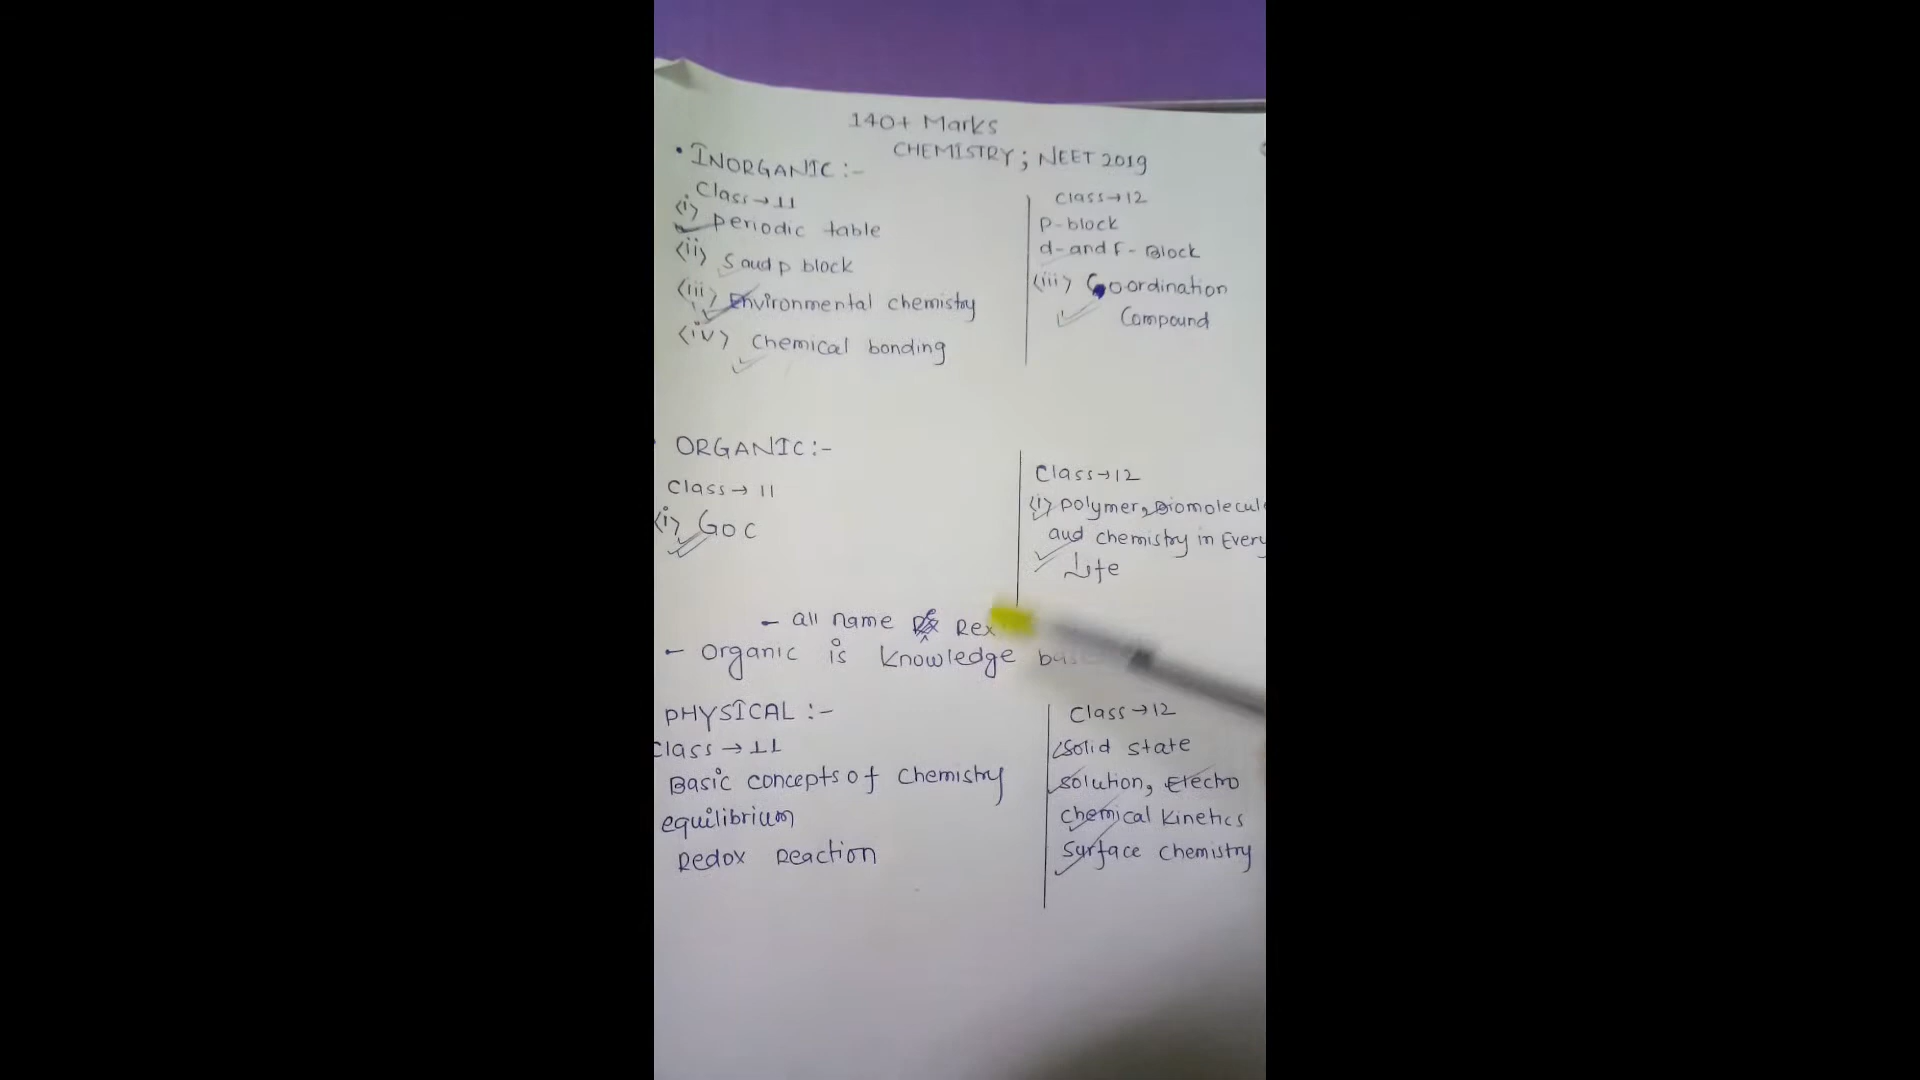 140+ Marks
CHEMISTRY; NEET 2019
• INORGANIC :-
Class → 11
(i) Periodic table
(ii) S and p block
(iii) Environmental chemistry
(iv) Chemical bonding
Class → 12
P-block
d-and F-Block
(iii) Coordination
Compound
ORGANIC :-
Class → 11
(i) GOC
Class → 12
(i) Polymer, Biomolecul
and chemistry in Every
Life
- all name Rex
- Organic is knowledge
PHYSICAL :-
Class → 11
Basic concepts of Chemistry
equilibrium
Redox Reaction
Class → 12
Solid state
Solution, Electro
Chemical Kinetics
Surface Chemistry